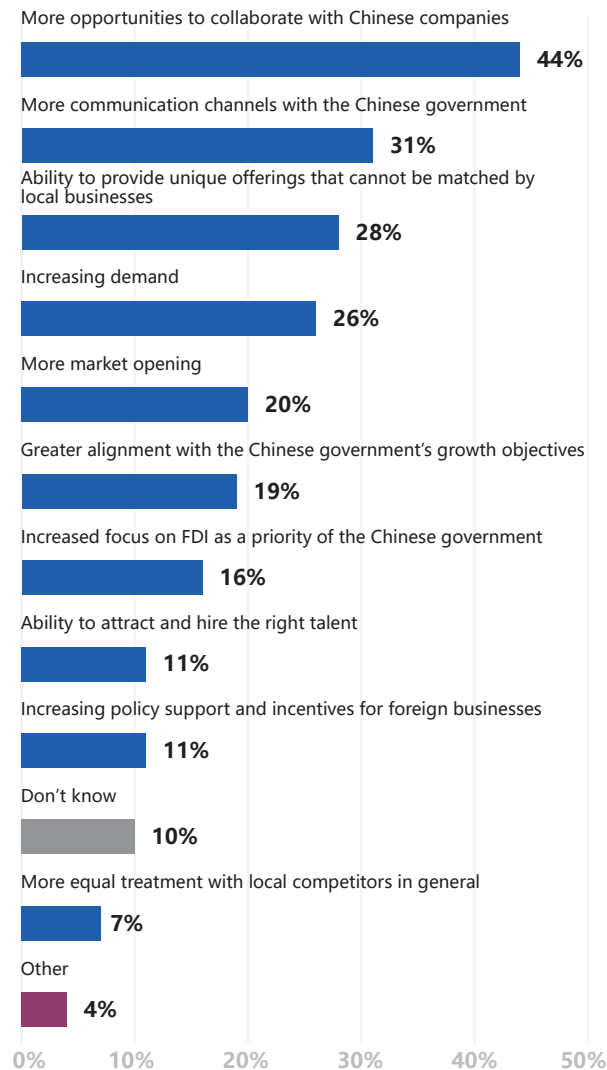 More opportunities to collaborate with Chinese companies
44%
More communication channels with the Chinese government
31%
Ability to provide unique offerings that cannot be matched by
local businesses
28%
Increasing demand
26%
More market opening
20%
Greater alignment with the Chinese government’s growth objectives
19%
Increased focus on FDI as a priority of the Chinese government
16%
Ability to attract and hire the right talent
11%
Increasing policy support and incentives for foreign businesses
11%
Don’t know
10%
More equal treatment with local competitors in general
7%
Other
4%
0% 10% 20% 30% 40% 50%